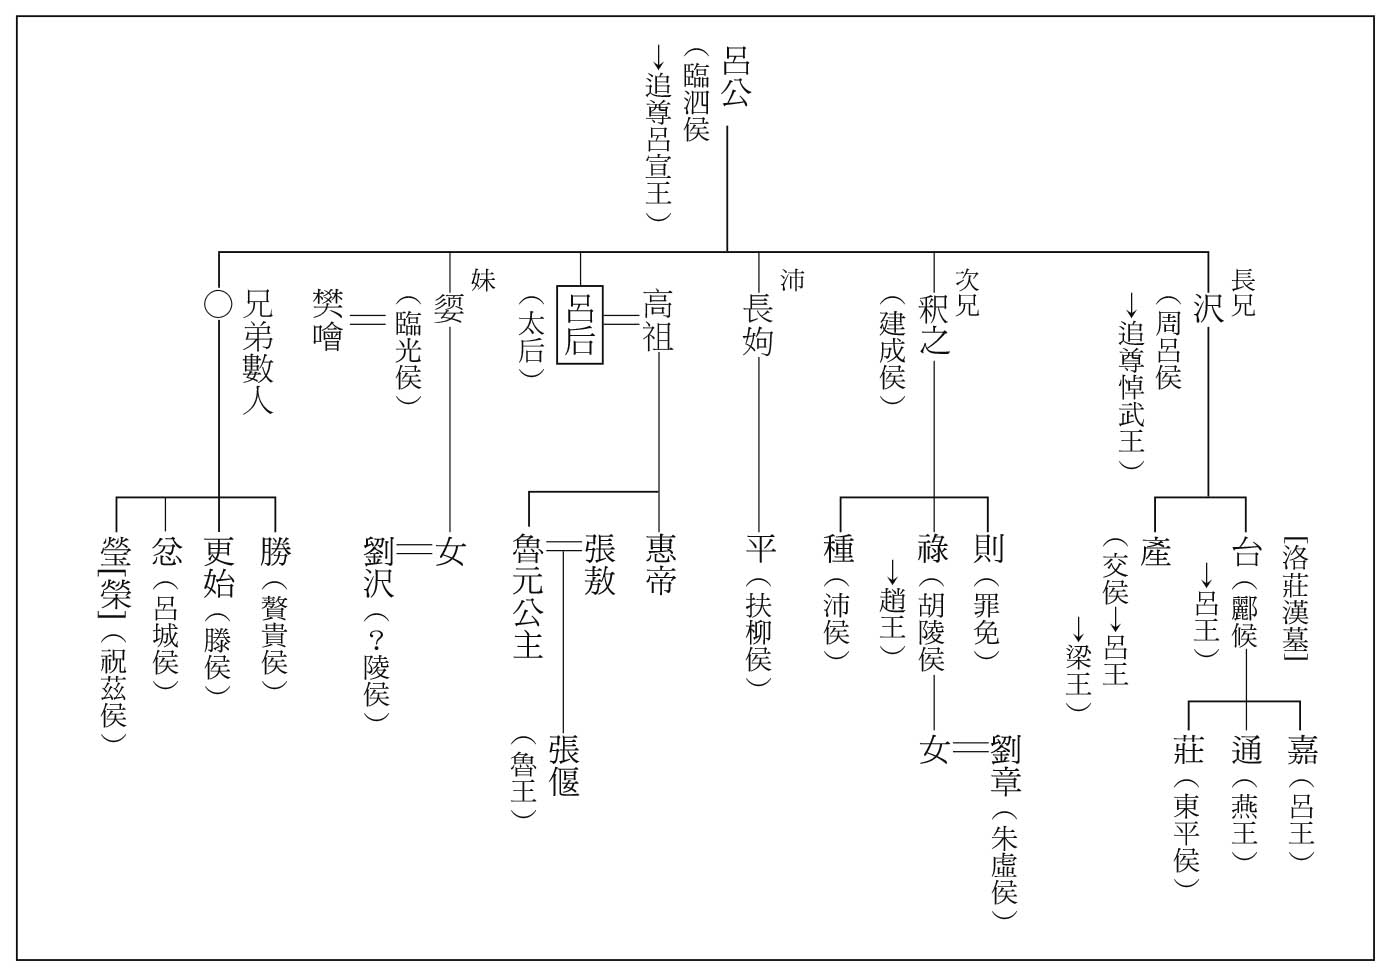 呂公
（臨泗侯
→追尊呂宣王）
長兄
沢
（周呂侯
→追尊悼武王）
次兄
釈之
（建成侯）
沛
長姁
高祖
呂后
（太后）
妹
嬃
（臨光侯）
樊噲
兄弟數人
○
［洛莊漢墓］
台（酈候
→呂王）
産
（交侯→呂王
→梁王）
則（罪免）
祿（胡陵侯
→趙王）
種（沛侯）
平（扶柳侯）
惠帝
張敖
魯元公主
女
劉沢（？陵侯）
勝（贅貴侯）
更始（滕侯）
忿（呂城侯）
瑩［榮］（祝茲侯）
嘉（呂王）
通（燕王）
莊（東平侯）
劉章（朱虛侯）
女
張偃
（魯王）